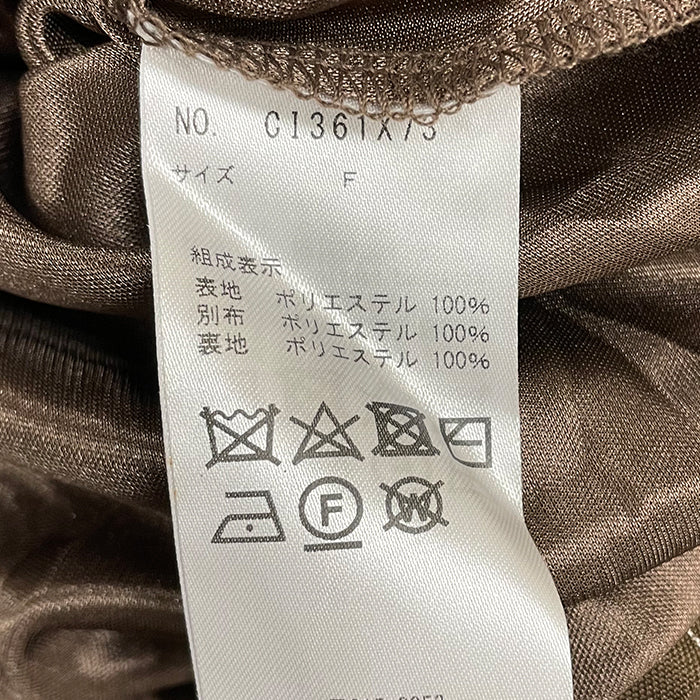 NO. CI361X73
サイズ F
組成表示
表地 ポリエステル 100%
別布 ポリエステル 100%
裏地 ポリエステル 100%
F
W